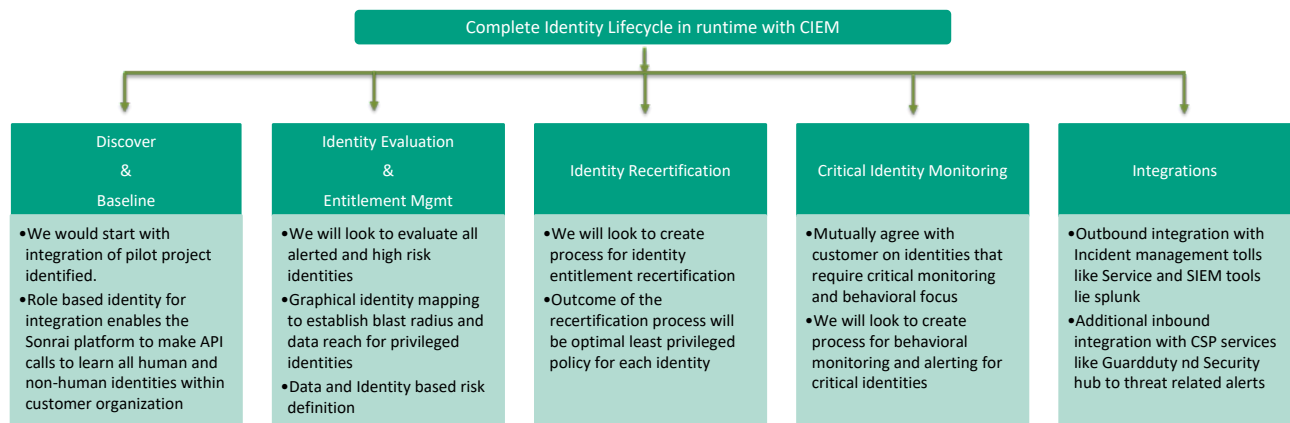 Complete Identity Lifecycle in runtime with CIEM
Discover
&
Baseline
•We would start with
integration of pilot project
identified.
•Role based identity for
integration enables the
Sonrai platform to make API
calls to learn all human and
non-human identities within
customer organization
Identity Evaluation
&
Entitlement Mgmt
•We will look to evaluate all
alerted and high risk
identities
•Graphical identity mapping
to establish blast radius and
data reach for privileged
identities
•Data and Identity based risk
definition
Identity Recertification
•We will look to create
process for identity
entitlement recertification
•Outcome of the
recertification process will
be optimal least privileged
policy for each identity
Critical Identity Monitoring
•Mutually agree with
customer on identities that
require critical monitoring
and behavioral focus
•We will look to create
process for behavioral
monitoring and alerting for
critical identities
Integrations
•Outbound integration with
Incident management tolls
like Service and SIEM tools
lie splunk
•Additional inbound
integration with CSP services
like Guardduty nd Security
hub to threat related alerts